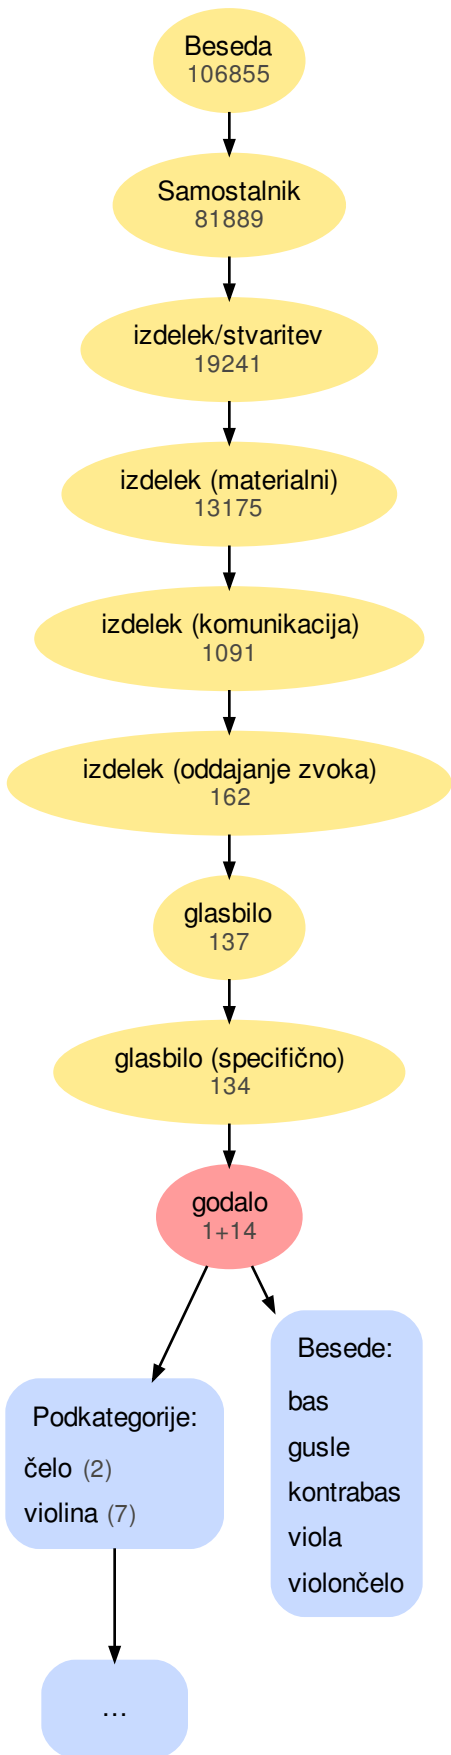 Beseda
106855
Samostalnik
81889
izdelek/stvaritev
19241
izdelek (materialni)
13175
izdelek (komunikacija)
1091
izdelek (oddajanje zvoka)
162
glasbilo
137
glasbilo (specifično)
134
godalo
1+14
Besede:
bas
gusle
kontrabas
viola
violončelo
Podkategorije:
čelo (2)
violina (7)
...